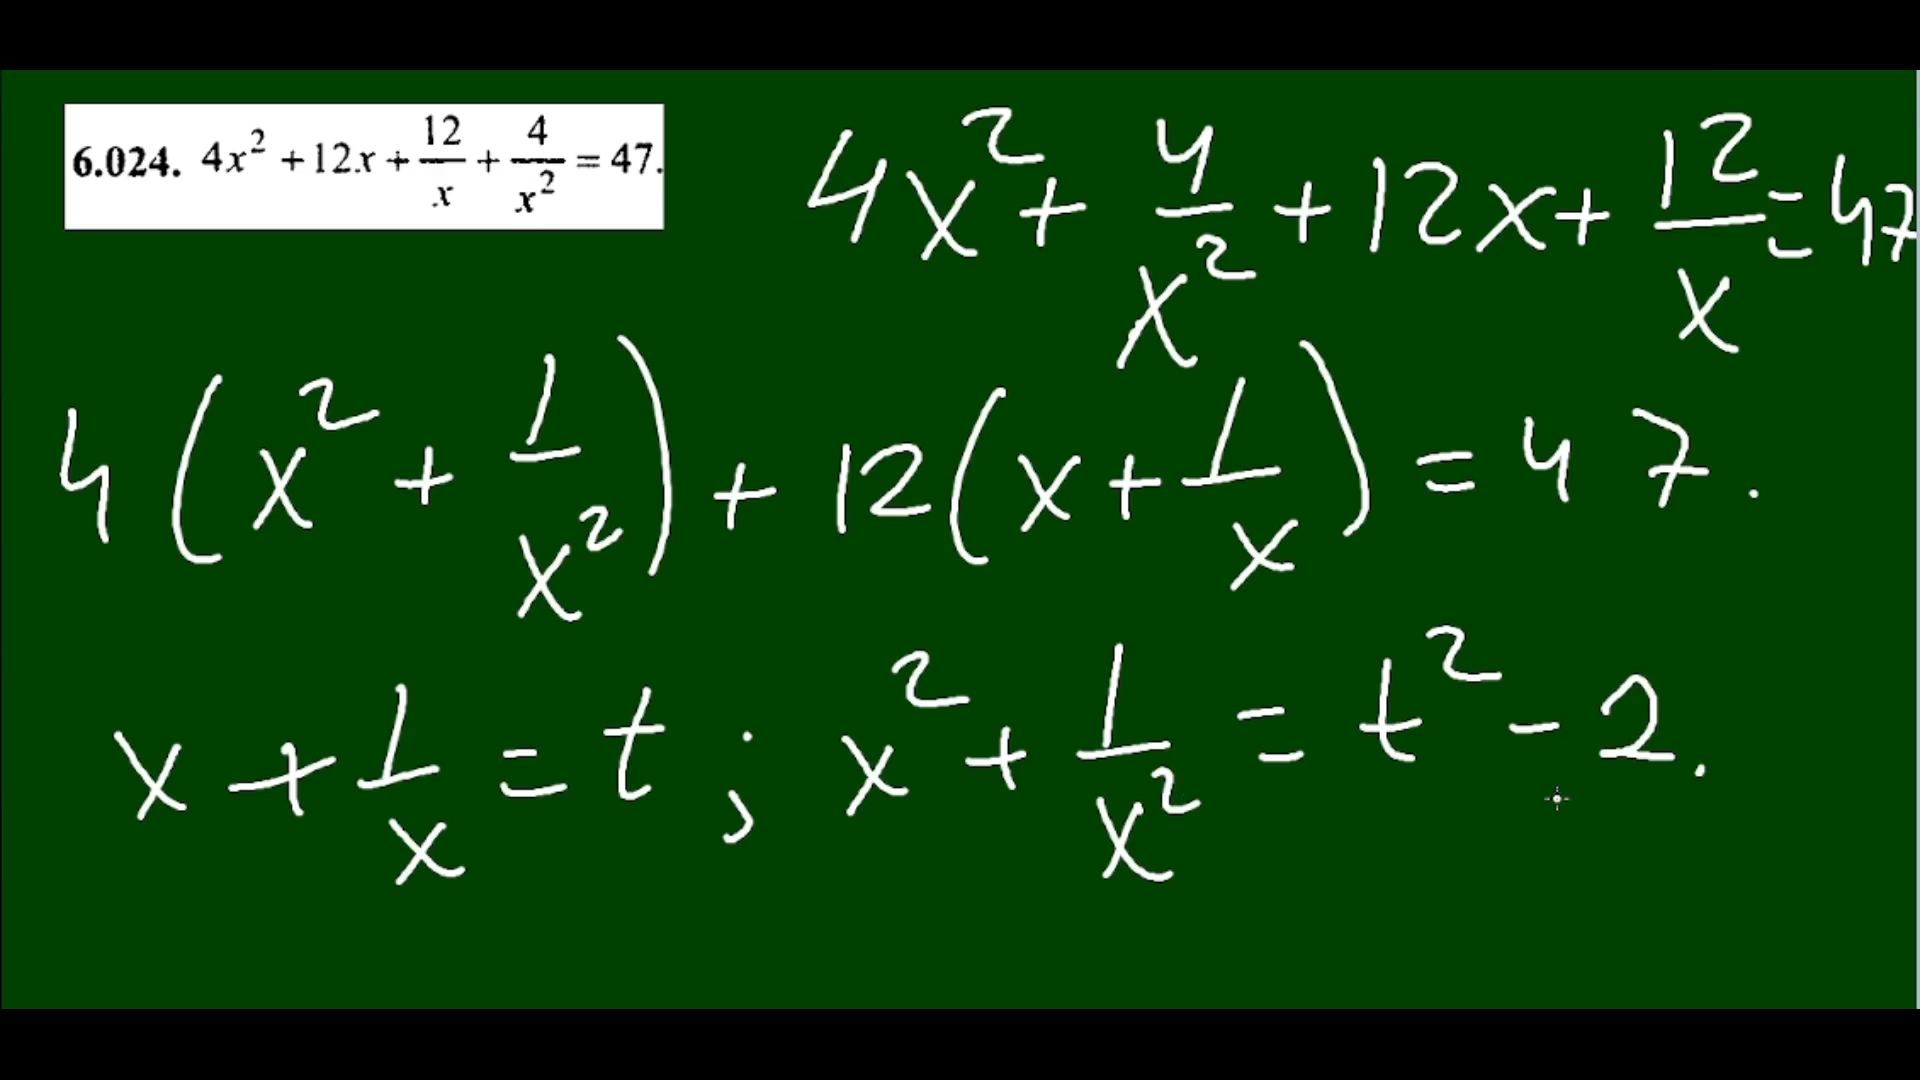 6.024. 4x² + 12x + 12/x + 4/x² = 47.
4x² + 4/x² + 12x + 12/x = 47
4(x² + 1/x²) + 12(x + 1/x) = 47.
x + 1/x = t; x² + 1/x² = t² - 2.